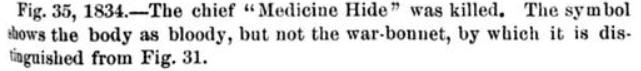 Fig. 35, 1834.—The chief “Medicine Hide” was killed. The symbol
shows the body as bloody, but not the war-bonnet, by which it is dis-
tinguished from Fig. 31.